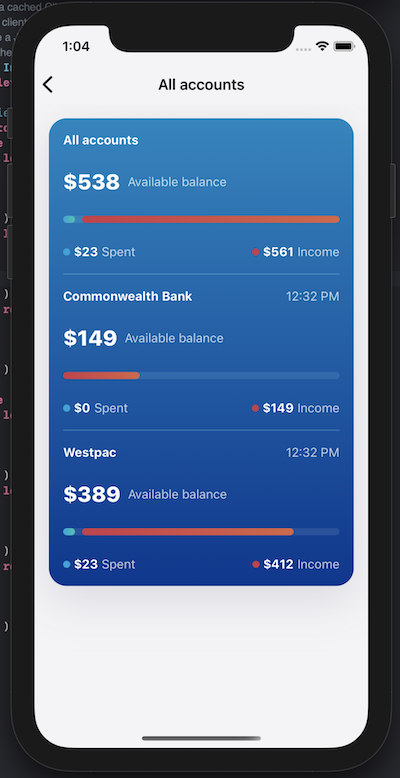 1:04
All accounts
All accounts
$538 Available balance
$23 Spent $561 Income
Commonwealth Bank 12:32 PM
$149 Available balance
$0 Spent $149 Income
Westpac 12:32 PM
$389 Available balance
$23 Spent $412 Income